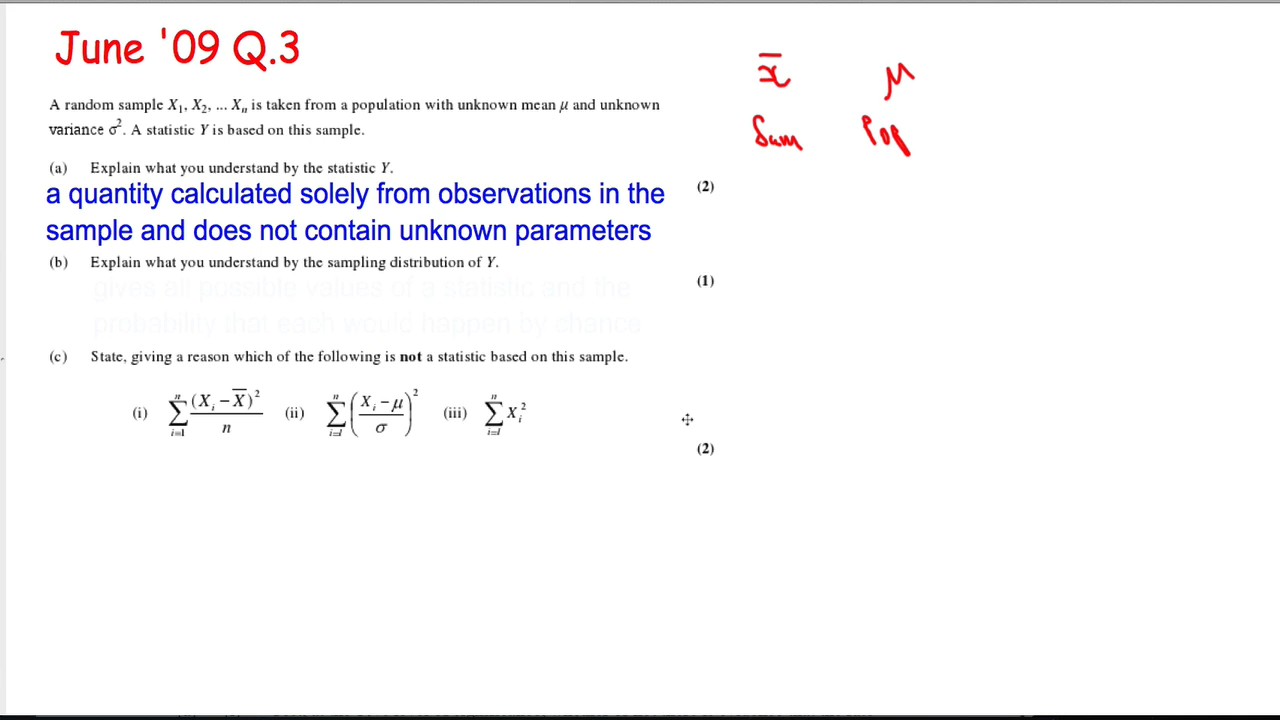 June '09 Q.3
x̄ μ
Sam Pop
A random sample X₁, X₂, ... Xₙ is taken from a population with unknown mean μ and unknown
variance σ². A statistic Y is based on this sample.
(a) Explain what you understand by the statistic Y.
a quantity calculated solely from observations in the
(2)
sample and does not contain unknown parameters
(b) Explain what you understand by the sampling distribution of Y.
gives all possible values of a statistic and the
(1)
probability that each would happen by chance
(c) State, giving a reason which of the following is not a statistic based on this sample.
(i) ∑ᵢ₌₁ⁿ (Xᵢ – X̄)² / n (ii) ∑ᵢ₌₁ⁿ ((Xᵢ – μ) / σ)² (iii) ∑ᵢ₌₁ⁿ Xᵢ²
(2)